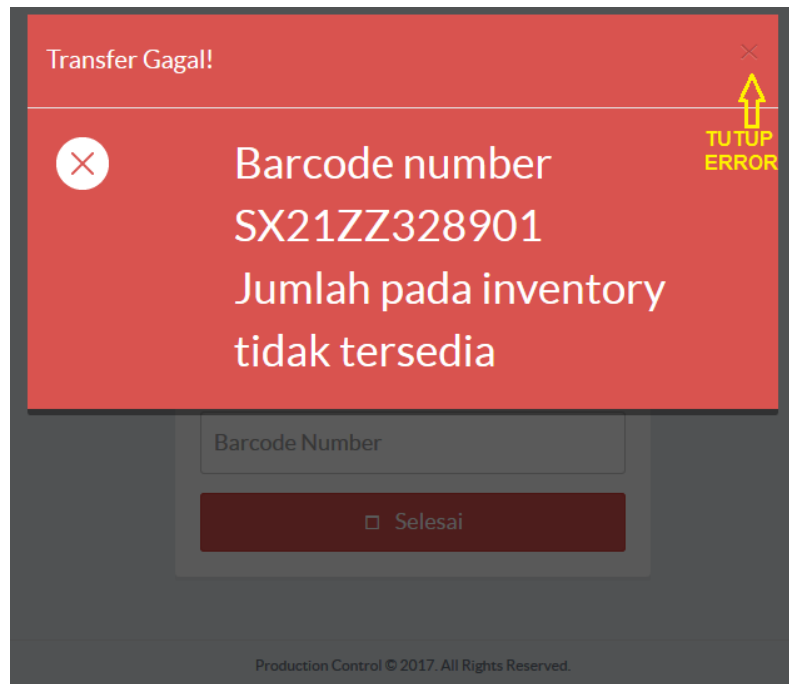 Transfer Gagal!
TUTUP
ERROR
Barcode number
SX21ZZ328901
Jumlah pada inventory
tidak tersedia
Barcode Number
Selesai
Production Control © 2017. All Rights Reserved.